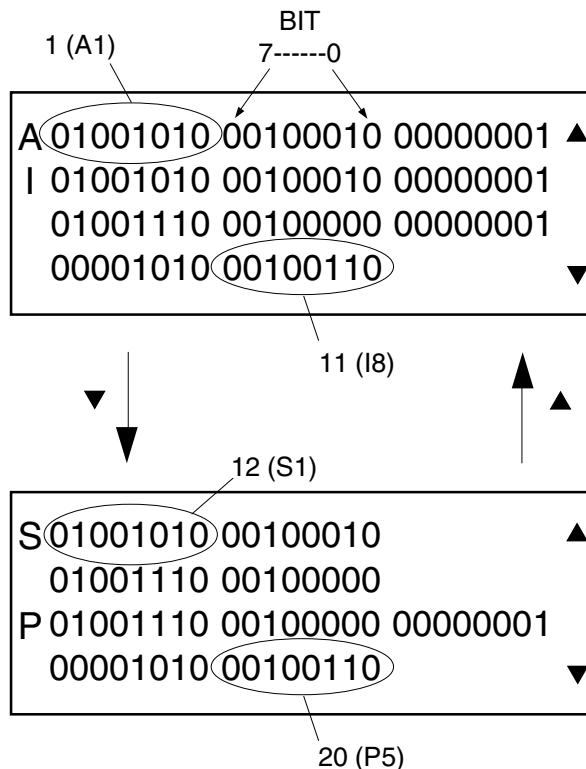 BIT
1 (A1)
7------0
A 01001010 00100010 00000001 ▲
I 01001010 00100010 00000001
01001110 00100000 00000001
00001010 00100110 ▼
11 (I8)
▼ ▲
12 (S1)
S 01001010 00100010 ▲
01001110 00100000
P 01001110 00100000 00000001
00001010 00100110 ▼
20 (P5)